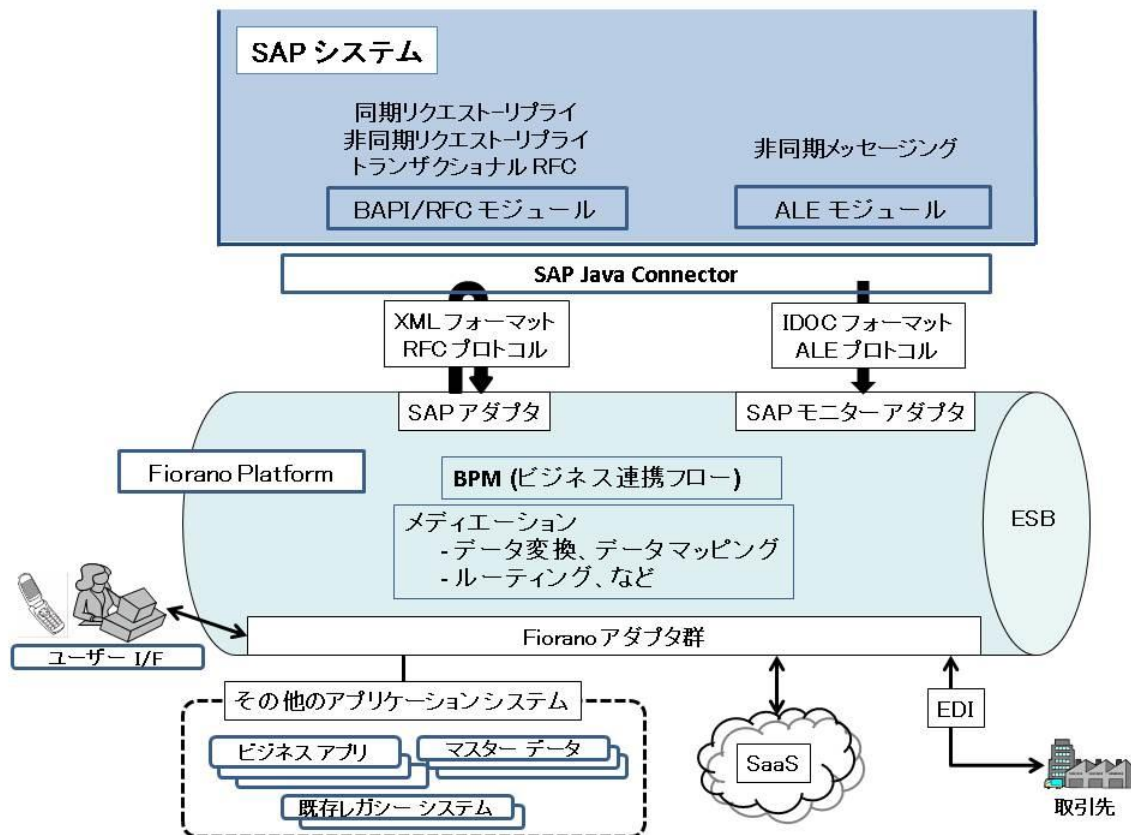 SAP システム
同期リクエスト-リプライ
非同期リクエスト-リプライ
トランザクショナル RFC
非同期メッセージング
BAPI/RFC モジュール
ALE モジュール
SAP Java Connector
XML フォーマット
RFC プロトコル
IDOC フォーマット
ALE プロトコル
SAP アダプタ
SAP モニター アダプタ
Fiorano Platform
BPM (ビジネス連携フロー)
メディエーション
- データ変換、データマッピング
- ルーティング、など
ESB
Fiorano アダプタ群
ユーザー I/F
その他のアプリケーションシステム
ビジネス アプリ
マスター データ
既存レガシー システム
SaaS
EDI
取引先